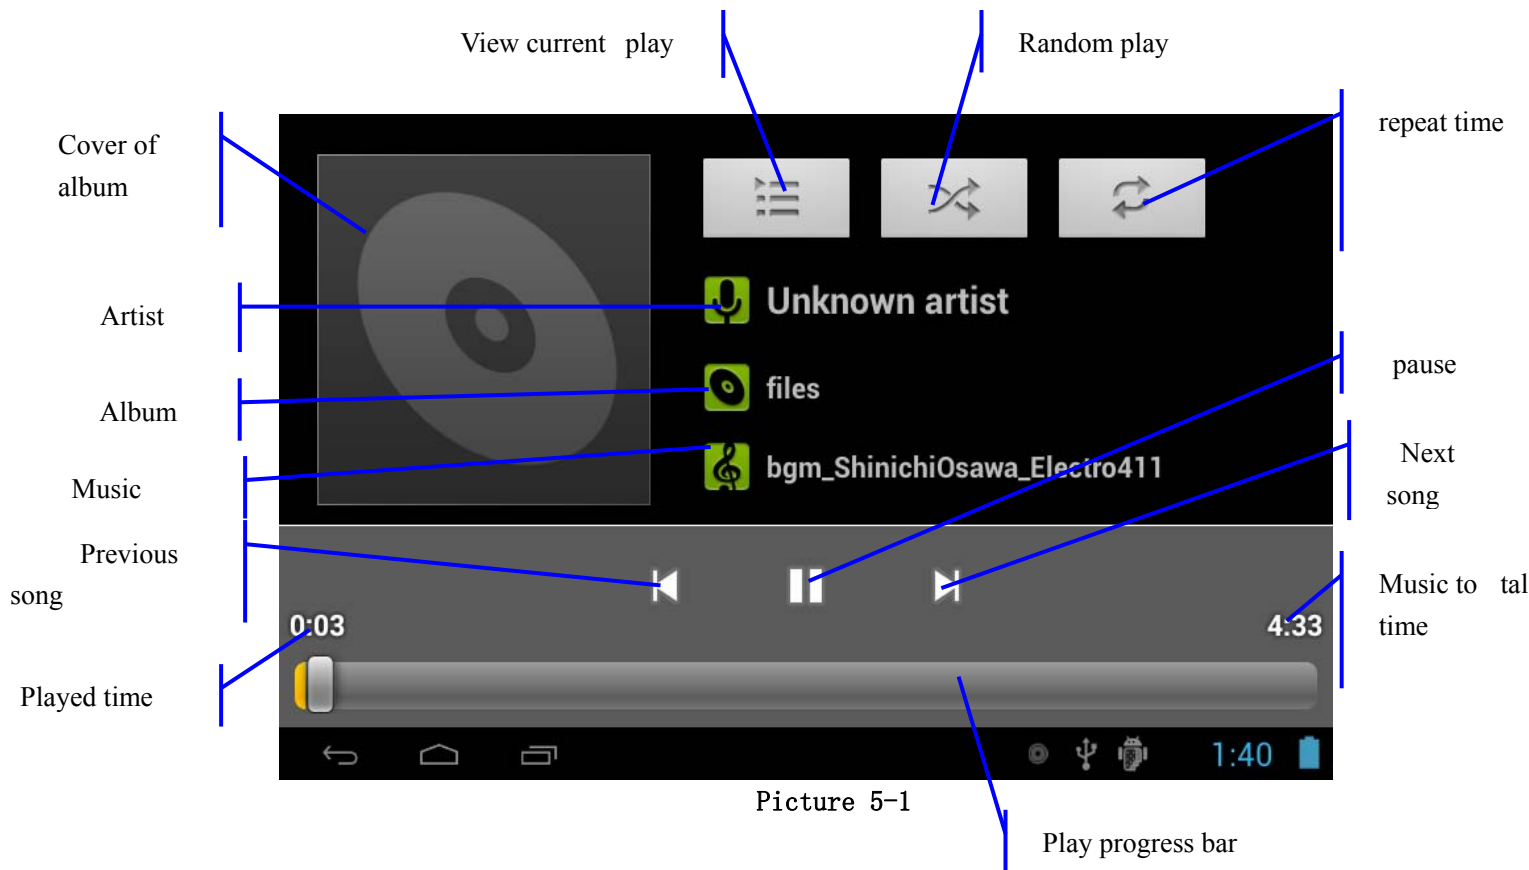 View current play
Random play
repeat time
Cover of
album
Artist
Unknown artist
pause
Album
files
Music
bgm_ShinichiOsawa_Electro411
Next
song
Previous
song
Music to tal
time
0:03
4:33
Played time
1:40
Picture 5-1
Play progress bar